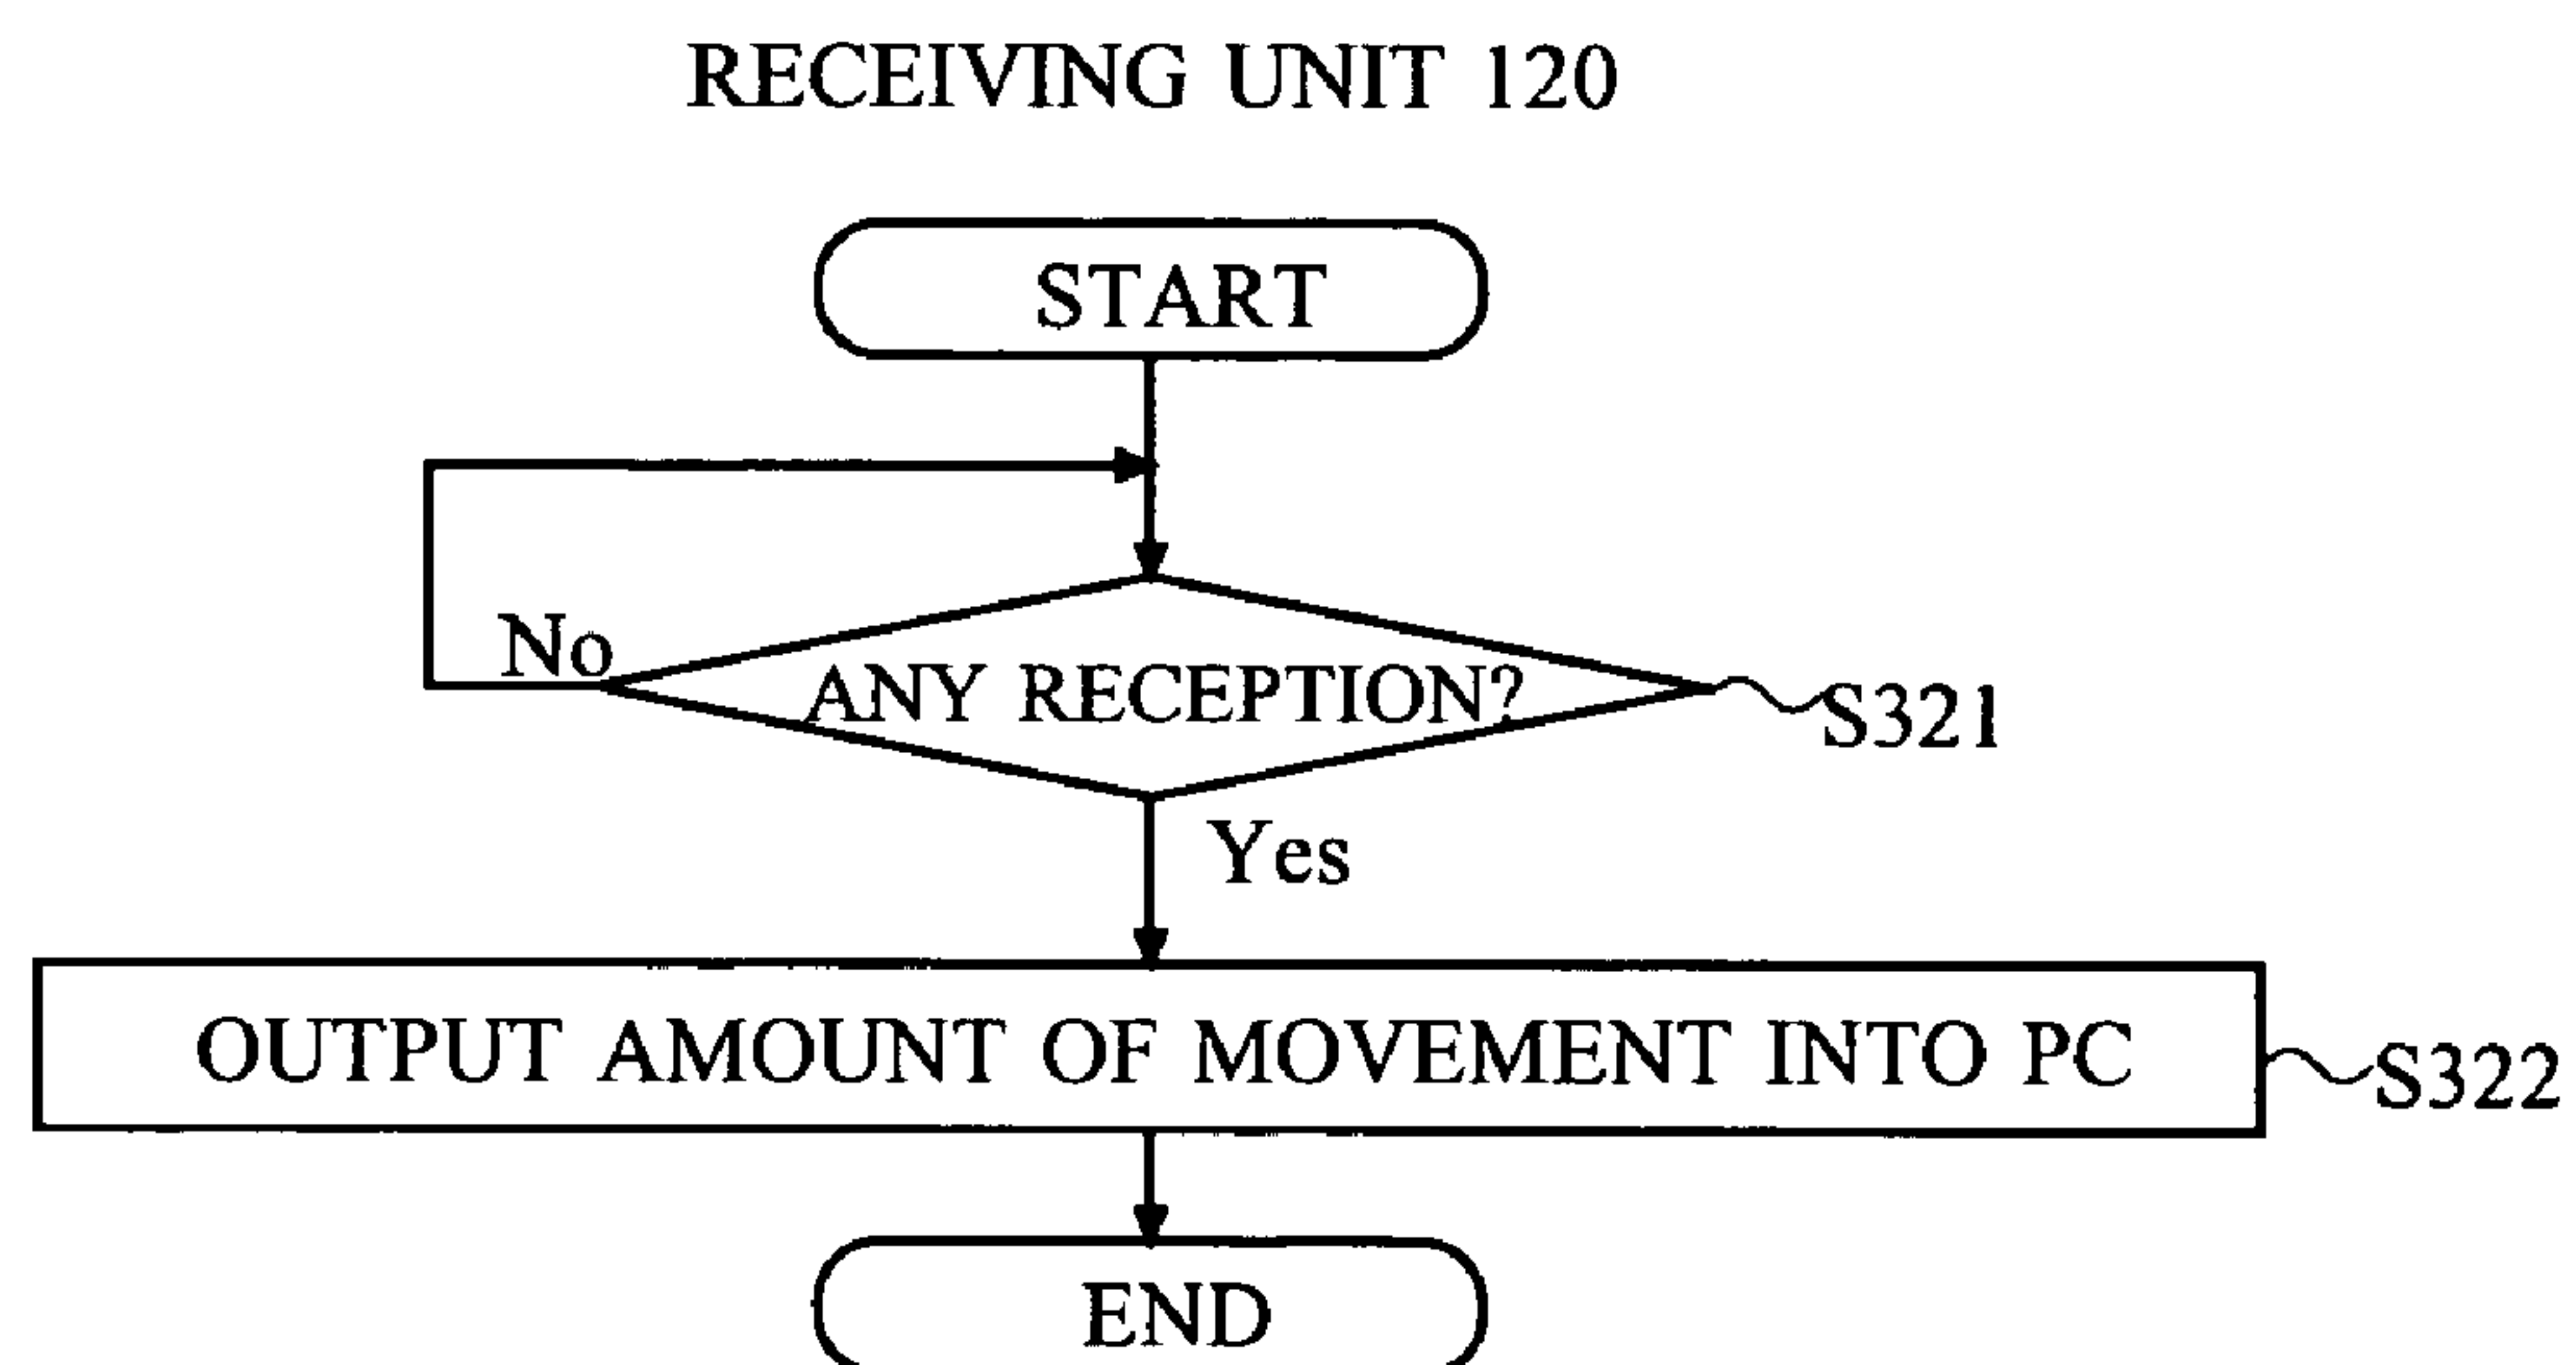 RECEIVING UNIT 120
START
No
ANY RECEPTION?
S321
Yes
OUTPUT AMOUNT OF MOVEMENT INTO PC
S322
END